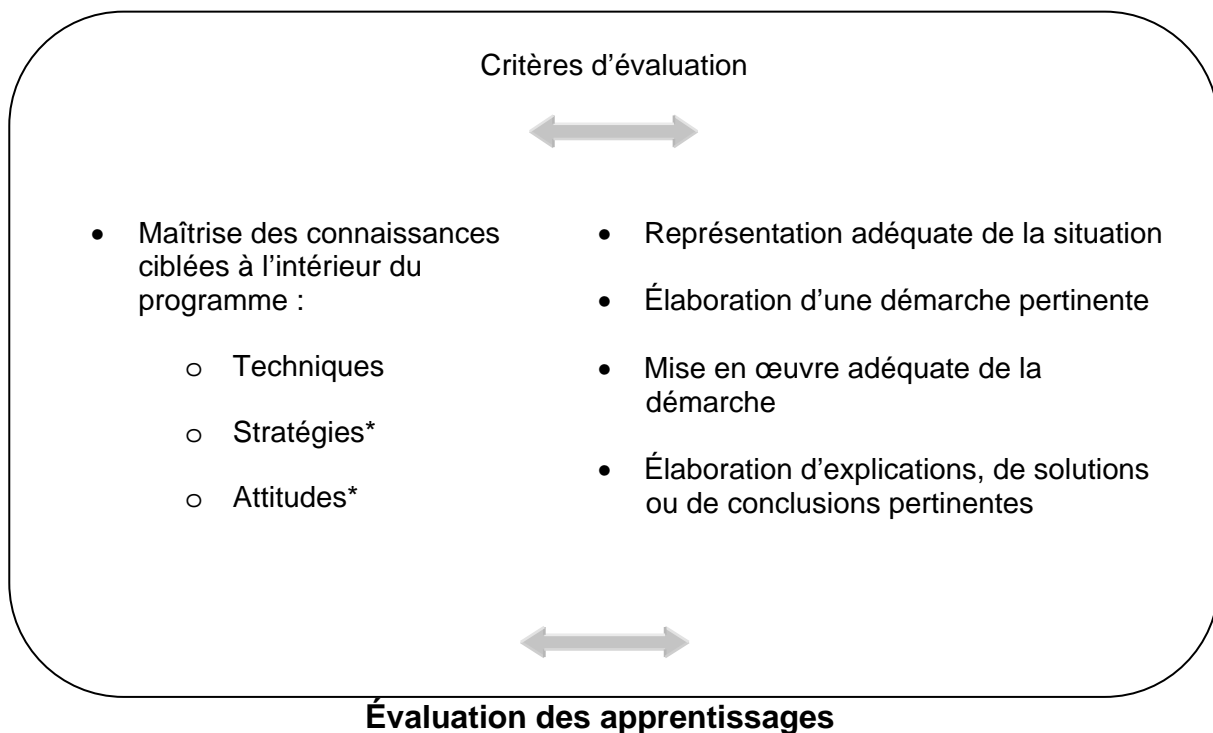 Critères d’évaluation
• Maîtrise des connaissances
ciblées à l’intérieur du
programme :
o Techniques
o Stratégies*
o Attitudes*
• Représentation adéquate de la situation
• Élaboration d’une démarche pertinente
• Mise en œuvre adéquate de la
démarche
• Élaboration d’explications, de solutions
ou de conclusions pertinentes
Évaluation des apprentissages